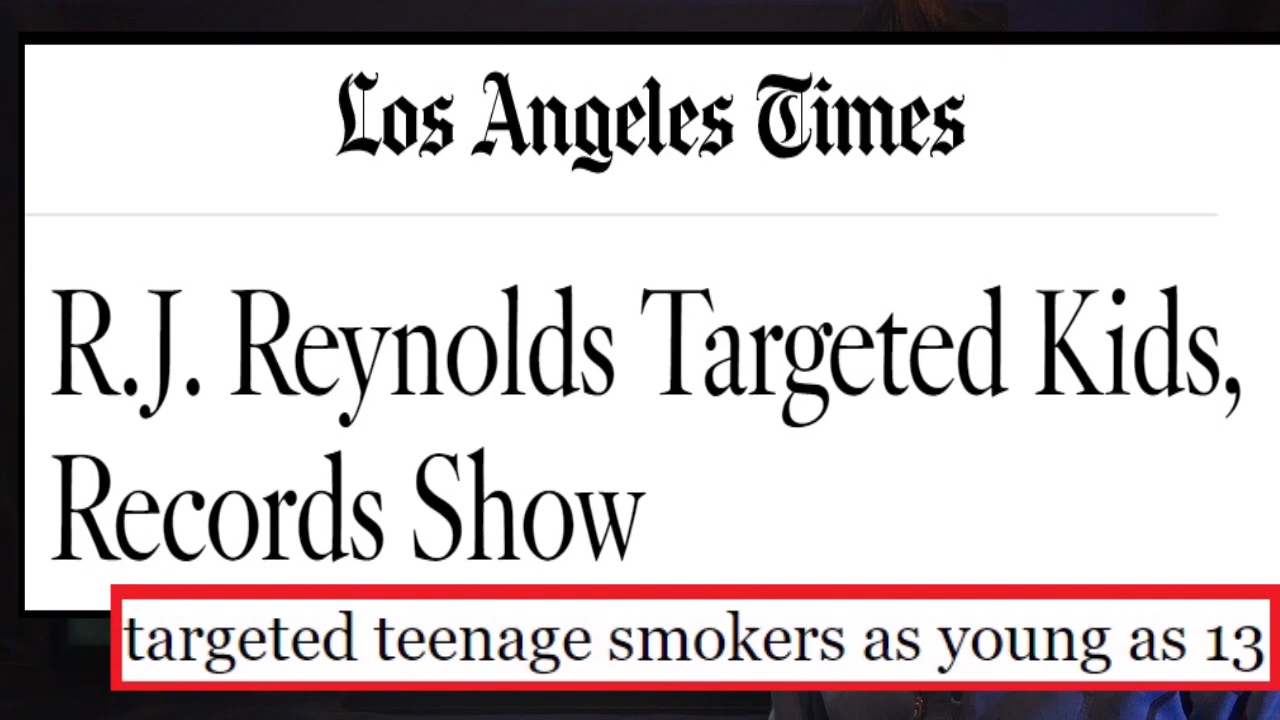 Los Angeles Times
R.J. Reynolds Targeted Kids,
Records Show
targeted teenage smokers as young as 13